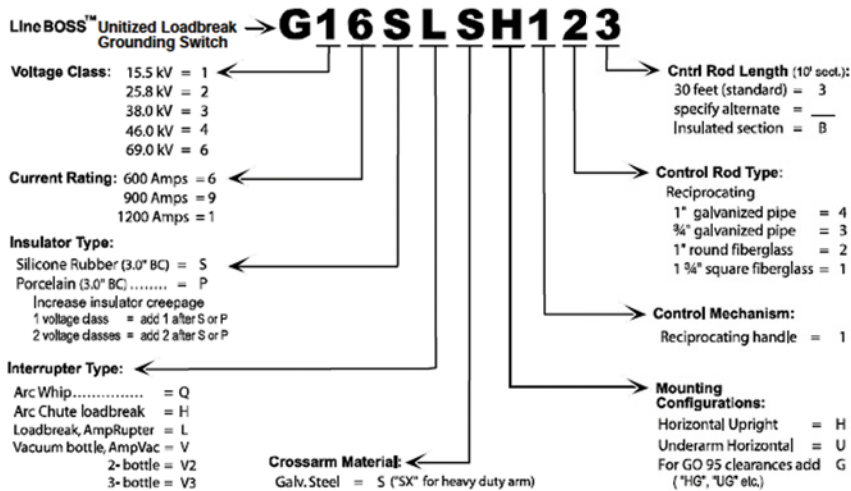 LineBOSS™ Unitized Loadbreak
Grounding Switch
G16SLSH123
Voltage Class: 15.5 kV = 1
25.8 kV = 2
38.0 kV = 3
46.0 kV = 4
69.0 kV = 6
Current Rating: 600 Amps = 6
900 Amps = 9
1200 Amps = 1
Insulator Type:
Silicone Rubber (3.0" BC) = S
Porcelain (3.0" BC) ........ = P
Increase insulator creepage
1 voltage class = add 1 after S or P
2 voltage classes = add 2 after S or P
Interrupter Type:
Arc Whip............... = Q
Arc Chute loadbreak = H
Loadbreak, AmpRupter = L
Vacuum bottle, AmpVac = V
2- bottle = V2
3- bottle = V3
Crossarm Material:
Galv. Steel = S ("SX" for heavy duty arm)
Cntrl Rod Length (10' sect.):
30 feet (standard) = 3
specify alternate = ___
Insulated section = B
Control Rod Type:
Reciprocating
1" galvanized pipe = 4
¾" galvanized pipe = 3
1" round fiberglass = 2
1 ¾" square fiberglass = 1
Control Mechanism:
Reciprocating handle = 1
Mounting
Configurations:
Horizontal Upright = H
Underarm Horizontal = U
For GO 95 clearances add G
("HG", "UG" etc.)